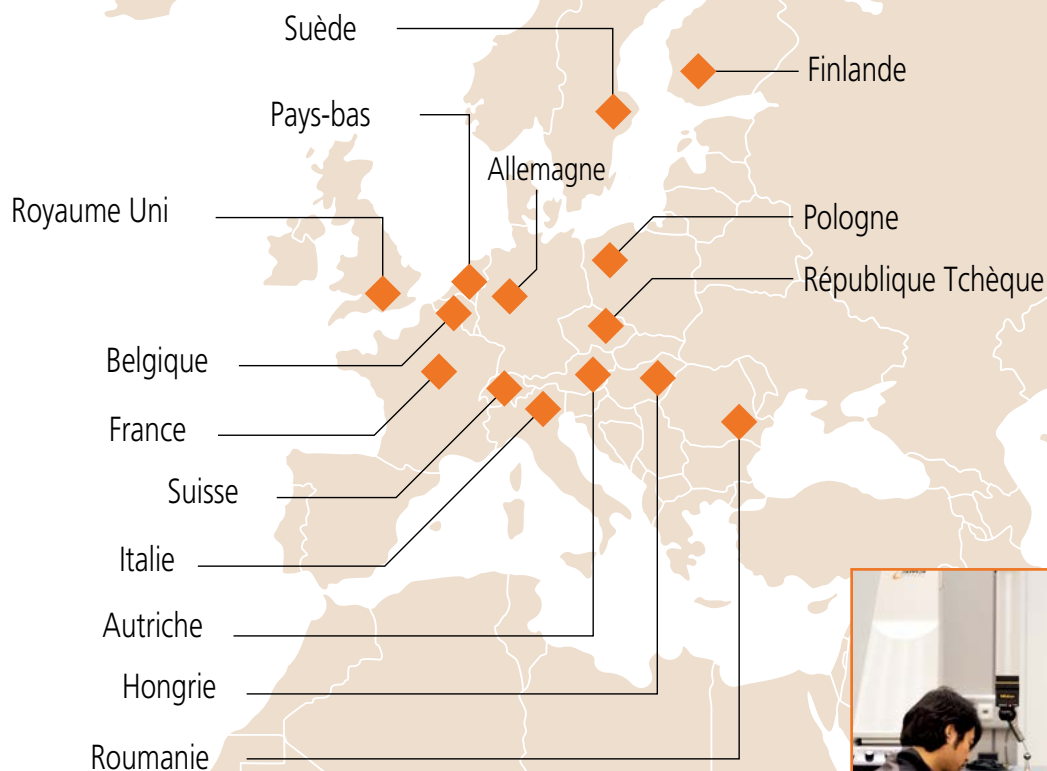 Suède
Finlande
Pays-bas
Allemagne
Royaume Uni
Pologne
République Tchèque
Belgique
France
Suisse
Italie
Autriche
Hongrie
Roumanie